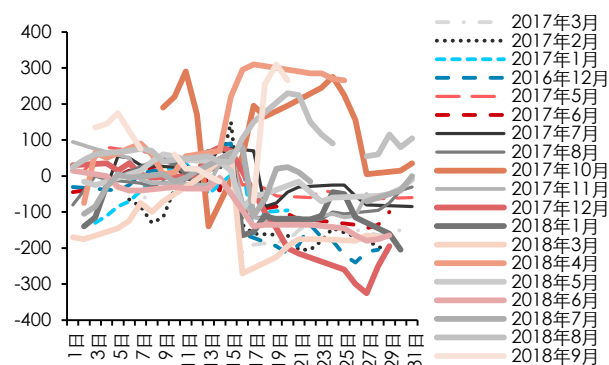 400
300
200
100
0
-100
-200
-300
-400
1日
3日
5日
7日
9日
11日
13日
15日
17日
19日
21日
23日
25日
27日
29日
31日
2017年3月
2017年2月
2017年1月
2016年12月
2017年5月
2017年6月
2017年7月
2017年8月
2017年10月
2017年11月
2017年12月
2018年1月
2018年3月
2018年4月
2018年5月
2018年6月
2018年7月
2018年8月
2018年9月